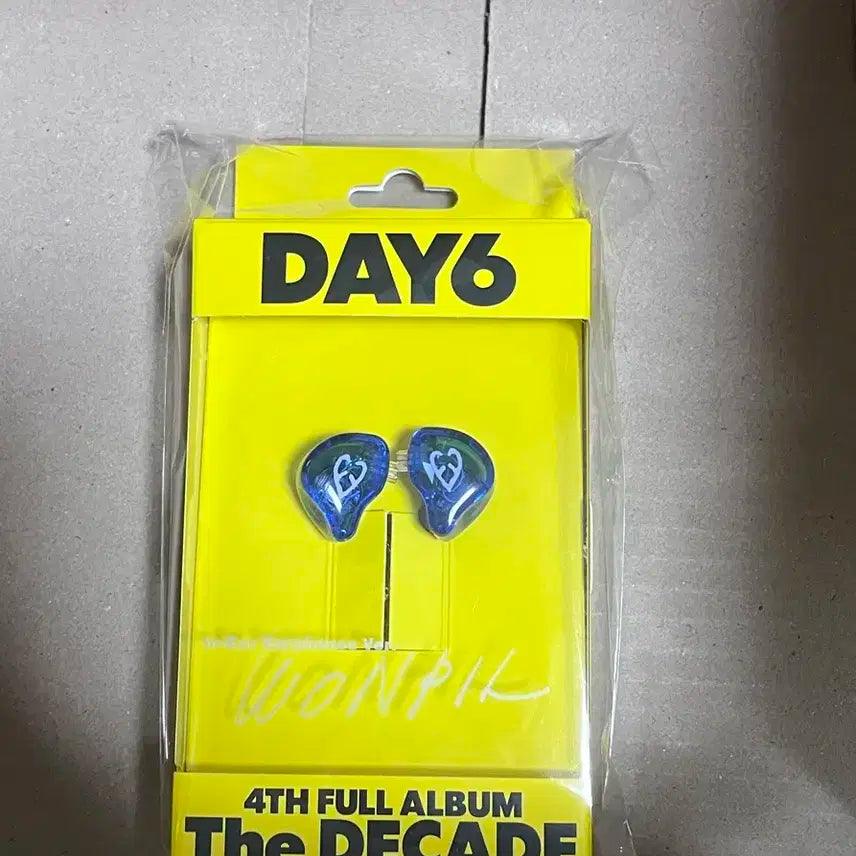 DAY6
In-Ear Earphones Ver.
WONPIL
4TH FULL ALBUM
The DECADE